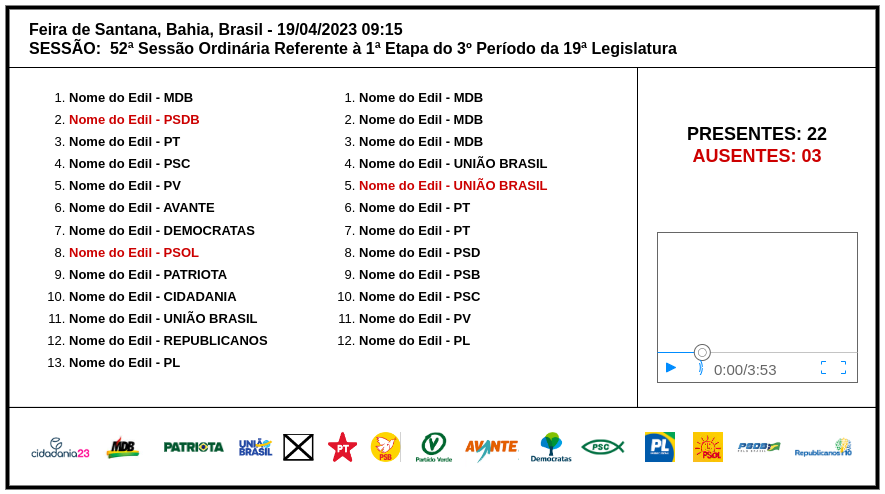 Feira de Santana, Bahia, Brasil - 19/04/2023 09:15
SESSÃO:  52ª Sessão Ordinária Referente à 1ª Etapa do 3º Período da 19ª Legislatura
1. Nome do Edil - MDB
2. Nome do Edil - PSDB
3. Nome do Edil - PT
4. Nome do Edil - PSC
5. Nome do Edil - PV
6. Nome do Edil - AVANTE
7. Nome do Edil - DEMOCRATAS
8. Nome do Edil - PSOL
9. Nome do Edil - PATRIOTA
10. Nome do Edil - CIDADANIA
11. Nome do Edil - UNIÃO BRASIL
12. Nome do Edil - REPUBLICANOS
13. Nome do Edil - PL
1. Nome do Edil - MDB
2. Nome do Edil - MDB
3. Nome do Edil - MDB
4. Nome do Edil - UNIÃO BRASIL
5. Nome do Edil - UNIÃO BRASIL
6. Nome do Edil - PT
7. Nome do Edil - PT
8. Nome do Edil - PSD
9. Nome do Edil - PSB
10. Nome do Edil - PSC
11. Nome do Edil - PV
12. Nome do Edil - PL
PRESENTES: 22
AUSENTES: 03
0:00/3:53
cidadania23
MDB
PATRIOTA
UNIÃO
BRASIL
PT
PSB
Partido Verde
AVANTE
Democratas
PSC
PL
PSOL
PSDB
Republicanos10